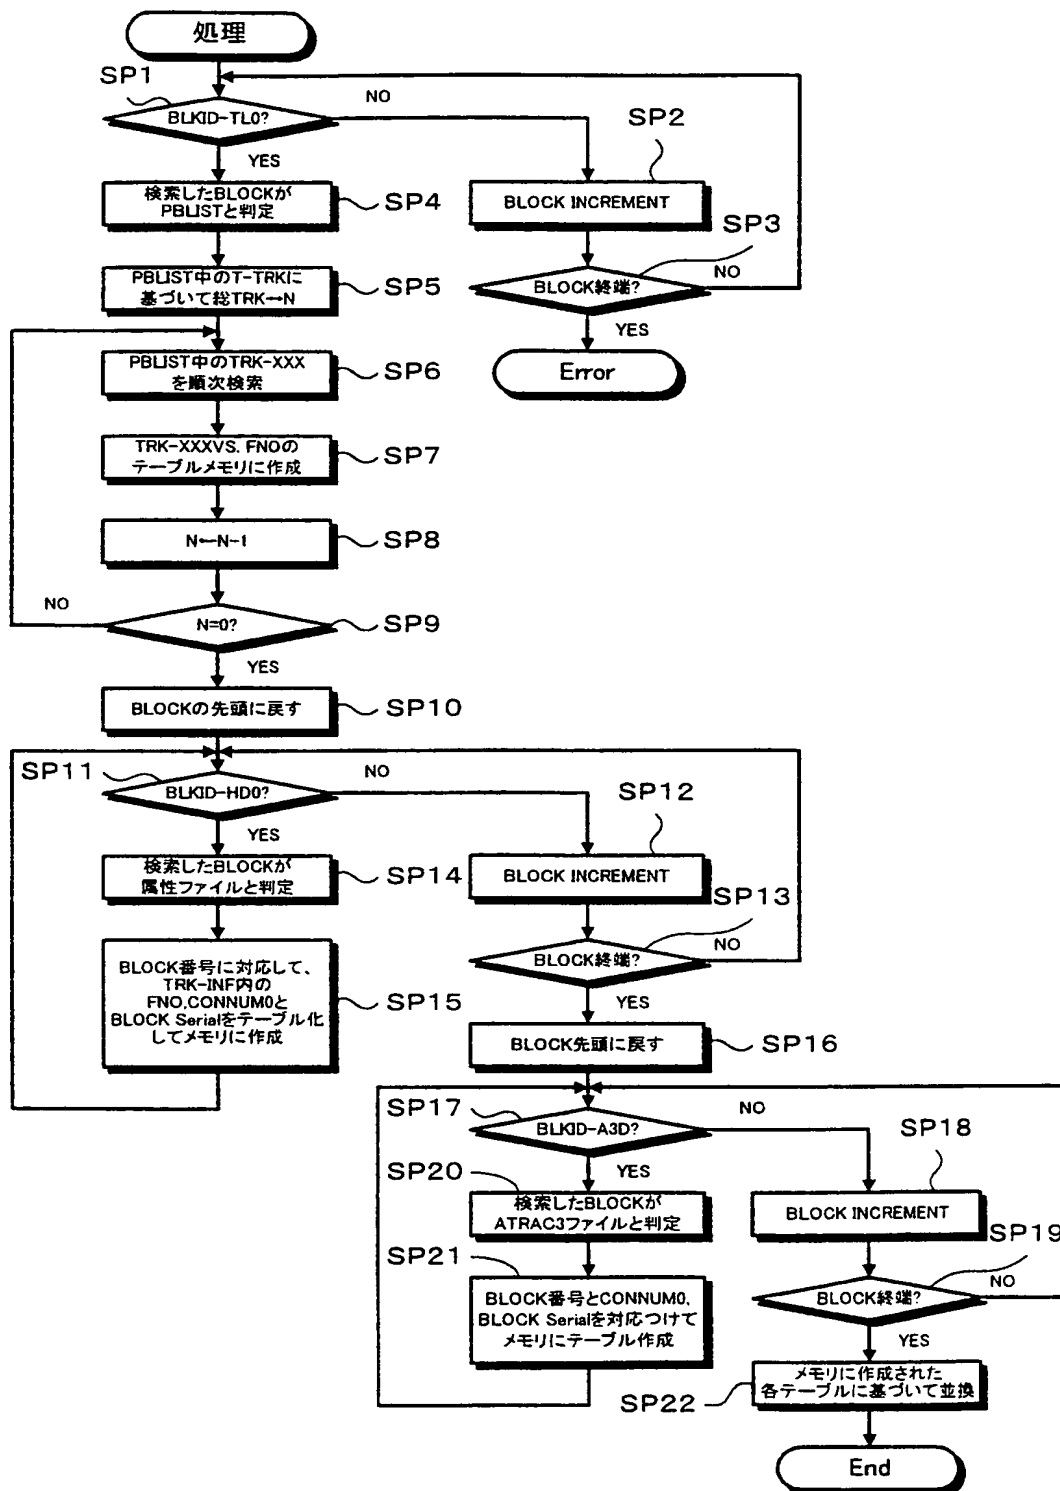 処理
SP1
NO
BLKID-TL0?
SP2
YES
検索したBLOCKが
PBLISTと判定
SP4
BLOCK INCREMENT
SP3
PBLIST中のT-TRKに
基づいて総TRK→N
SP5
BLOCK終端?
NO
YES
PBLIST中のTRK-XXX
を順次検索
SP6
Error
TRK-XXXVS. FNOの
テーブルメモリに作成
SP7
N←N-1
SP8
NO
N=0?
SP9
YES
BLOCKの先頭に戻す
SP10
SP11
NO
BLKID-HD0?
SP12
YES
検索したBLOCKが
属性ファイルと判定
SP14
BLOCK INCREMENT
SP13
BLOCK番号に対応して、
TRK-INF内の
FNO,CONNUM0と
BLOCK Serialをテーブル化
してメモリに作成
SP15
BLOCK終端?
NO
YES
BLOCK先頭に戻す
SP16
SP17
NO
BLKID-A3D?
SP18
YES
SP20
検索したBLOCKが
ATRAC3ファイルと判定
BLOCK INCREMENT
SP19
SP21
BLOCK番号とCONNUM0,
BLOCK Serialを対応つけて
メモリにテーブル作成
BLOCK終端?
NO
YES
メモリに作成された
各テーブルに基づいて並換
SP22
End